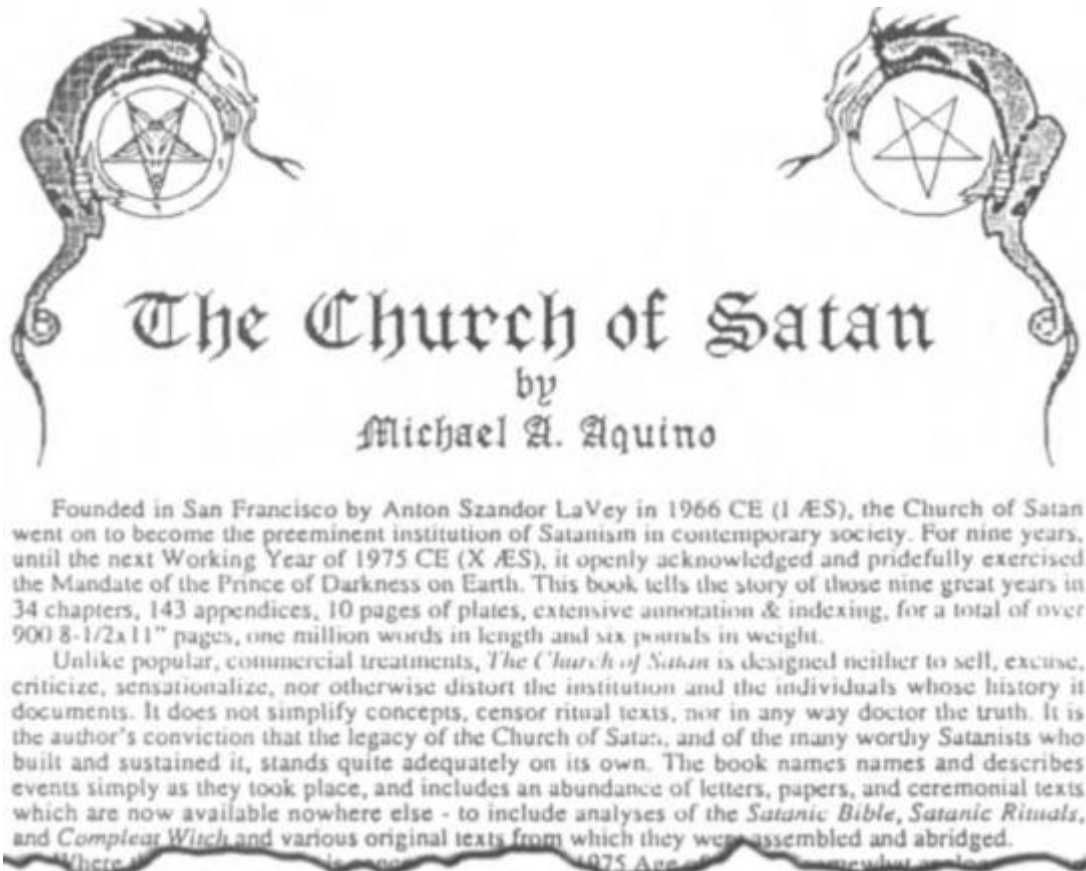 The Church of Satan
by
Michael A. Aquino
Founded in San Francisco by Anton Szandor LaVey in 1966 CE (I ÆS), the Church of Satan
went on to become the preeminent institution of Satanism in contemporary society. For nine years,
until the next Working Year of 1975 CE (X ÆS), it openly acknowledged and pridefully exercised
the Mandate of the Prince of Darkness on Earth. This book tells the story of those nine great years in
34 chapters, 143 appendices, 10 pages of plates, extensive annotation & indexing, for a total of over
900 8-1/2x11" pages, one million words in length and six pounds in weight.
Unlike popular, commercial treatments, The Church of Satan is designed neither to sell, excuse,
criticize, sensationalize, nor otherwise distort the institution and the individuals whose history it
documents. It does not simplify concepts, censor ritual texts, nor in any way doctor the truth. It is
the author's conviction that the legacy of the Church of Satan, and of the many worthy Satanists who
built and sustained it, stands quite adequately on its own. The book names names and describes
events simply as they took place, and includes an abundance of letters, papers, and ceremonial texts
which are now available nowhere else - to include analyses of the Satanic Bible, Satanic Rituals,
and Compleat Witch and various original texts from which they were assembled and abridged.
Where 1975 Age